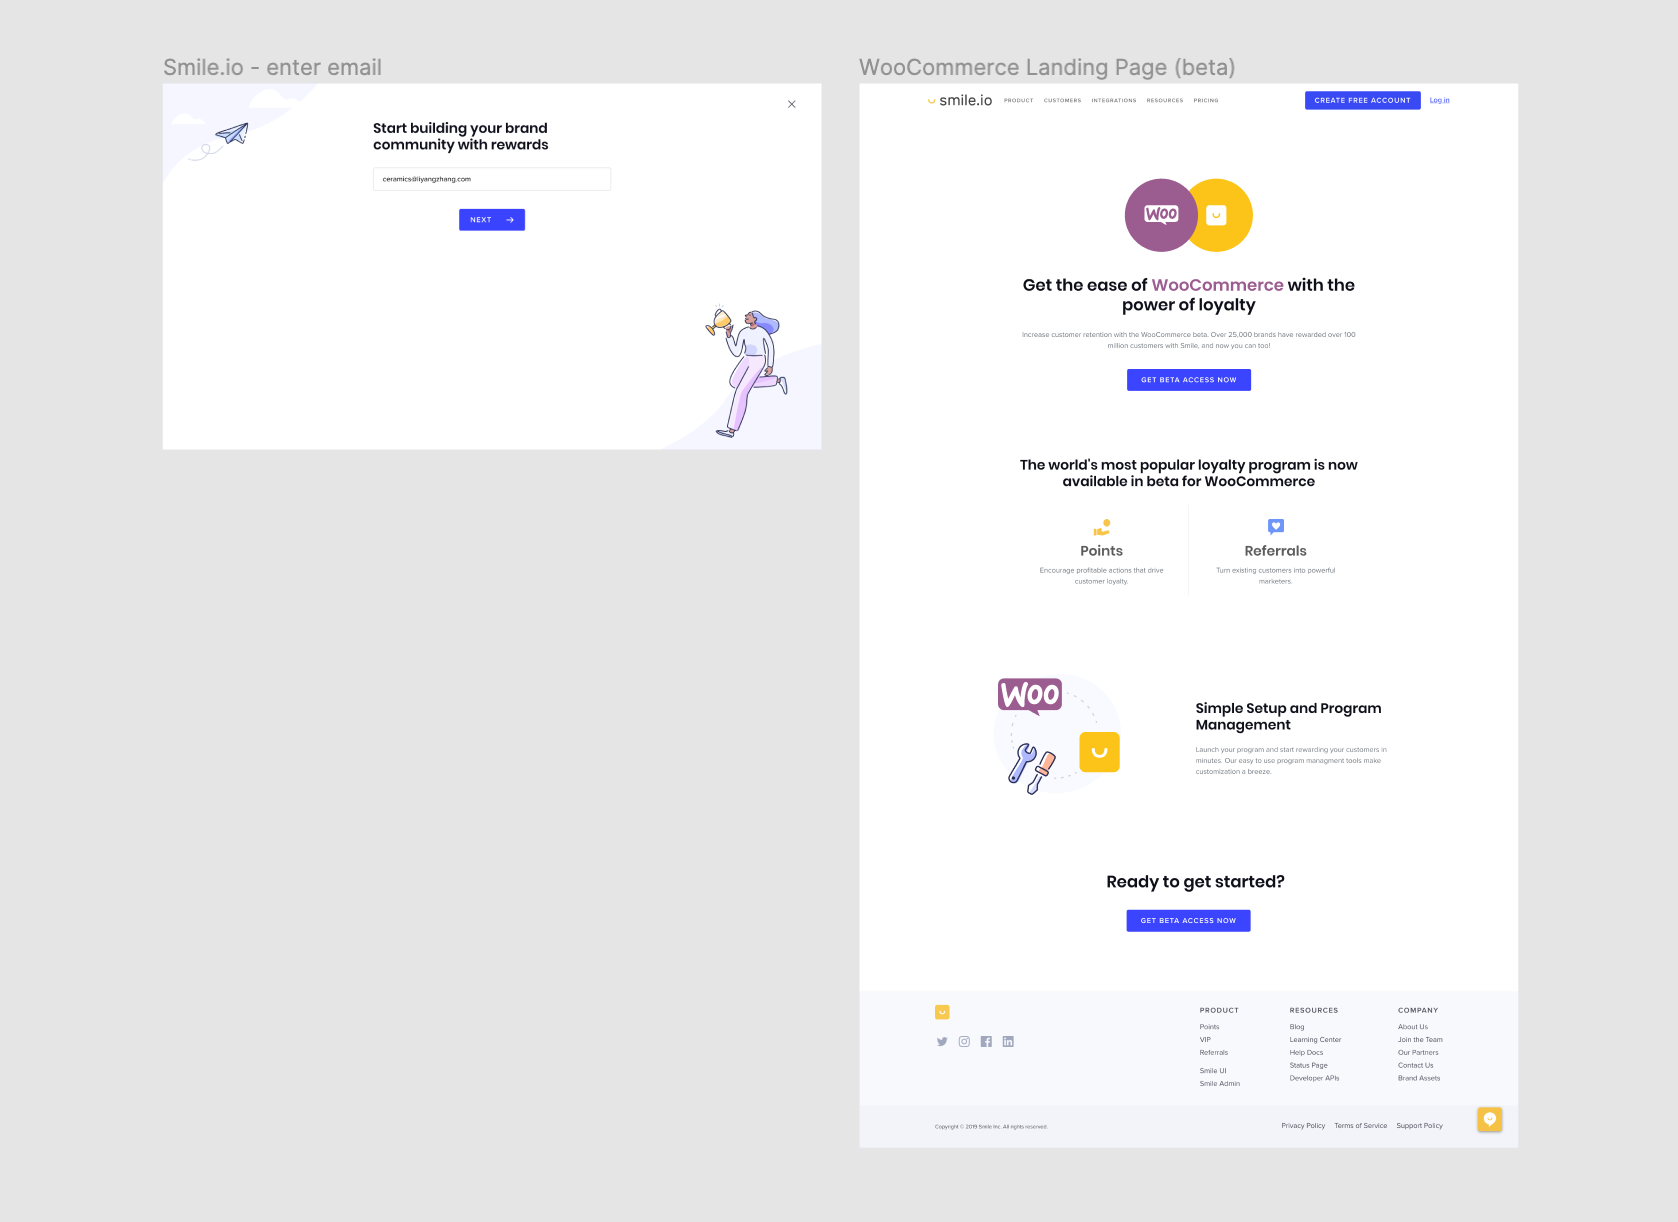 Smile.io - enter email
Start building your brand
community with rewards
ceramics@liyangzhang.com
NEXT
WooCommerce Landing Page (beta)
smile.io PRODUCT CUSTOMERS INTEGRATIONS RESOURCES PRICING CREATE FREE ACCOUNT Log in
Woo
Get the ease of WooCommerce with the
power of loyalty
Increase customer retention with the WooCommerce beta. Over 25,000 brands have rewarded over 100
million customers with Smile, and now you can too!
GET BETA ACCESS NOW
The world's most popular loyalty program is now
available in beta for WooCommerce
Points
Encourage profitable actions that drive
customer loyalty.
Referrals
Turn existing customers into powerful
marketers.
Woo
Simple Setup and Program
Management
Launch your program and start rewarding your customers in
minutes. Our easy to use program managment tools make
customization a breeze.
Ready to get started?
GET BETA ACCESS NOW
PRODUCT
Points
VIP
Referrals
Smile UI
Smile Admin
RESOURCES
Blog
Learning Center
Help Docs
Status Page
Developer APIs
COMPANY
About Us
Join the Team
Our Partners
Contact Us
Brand Assets
Copyright © 2019 Smile Inc. All rights reserved.
Privacy Policy Terms of Service Support Policy